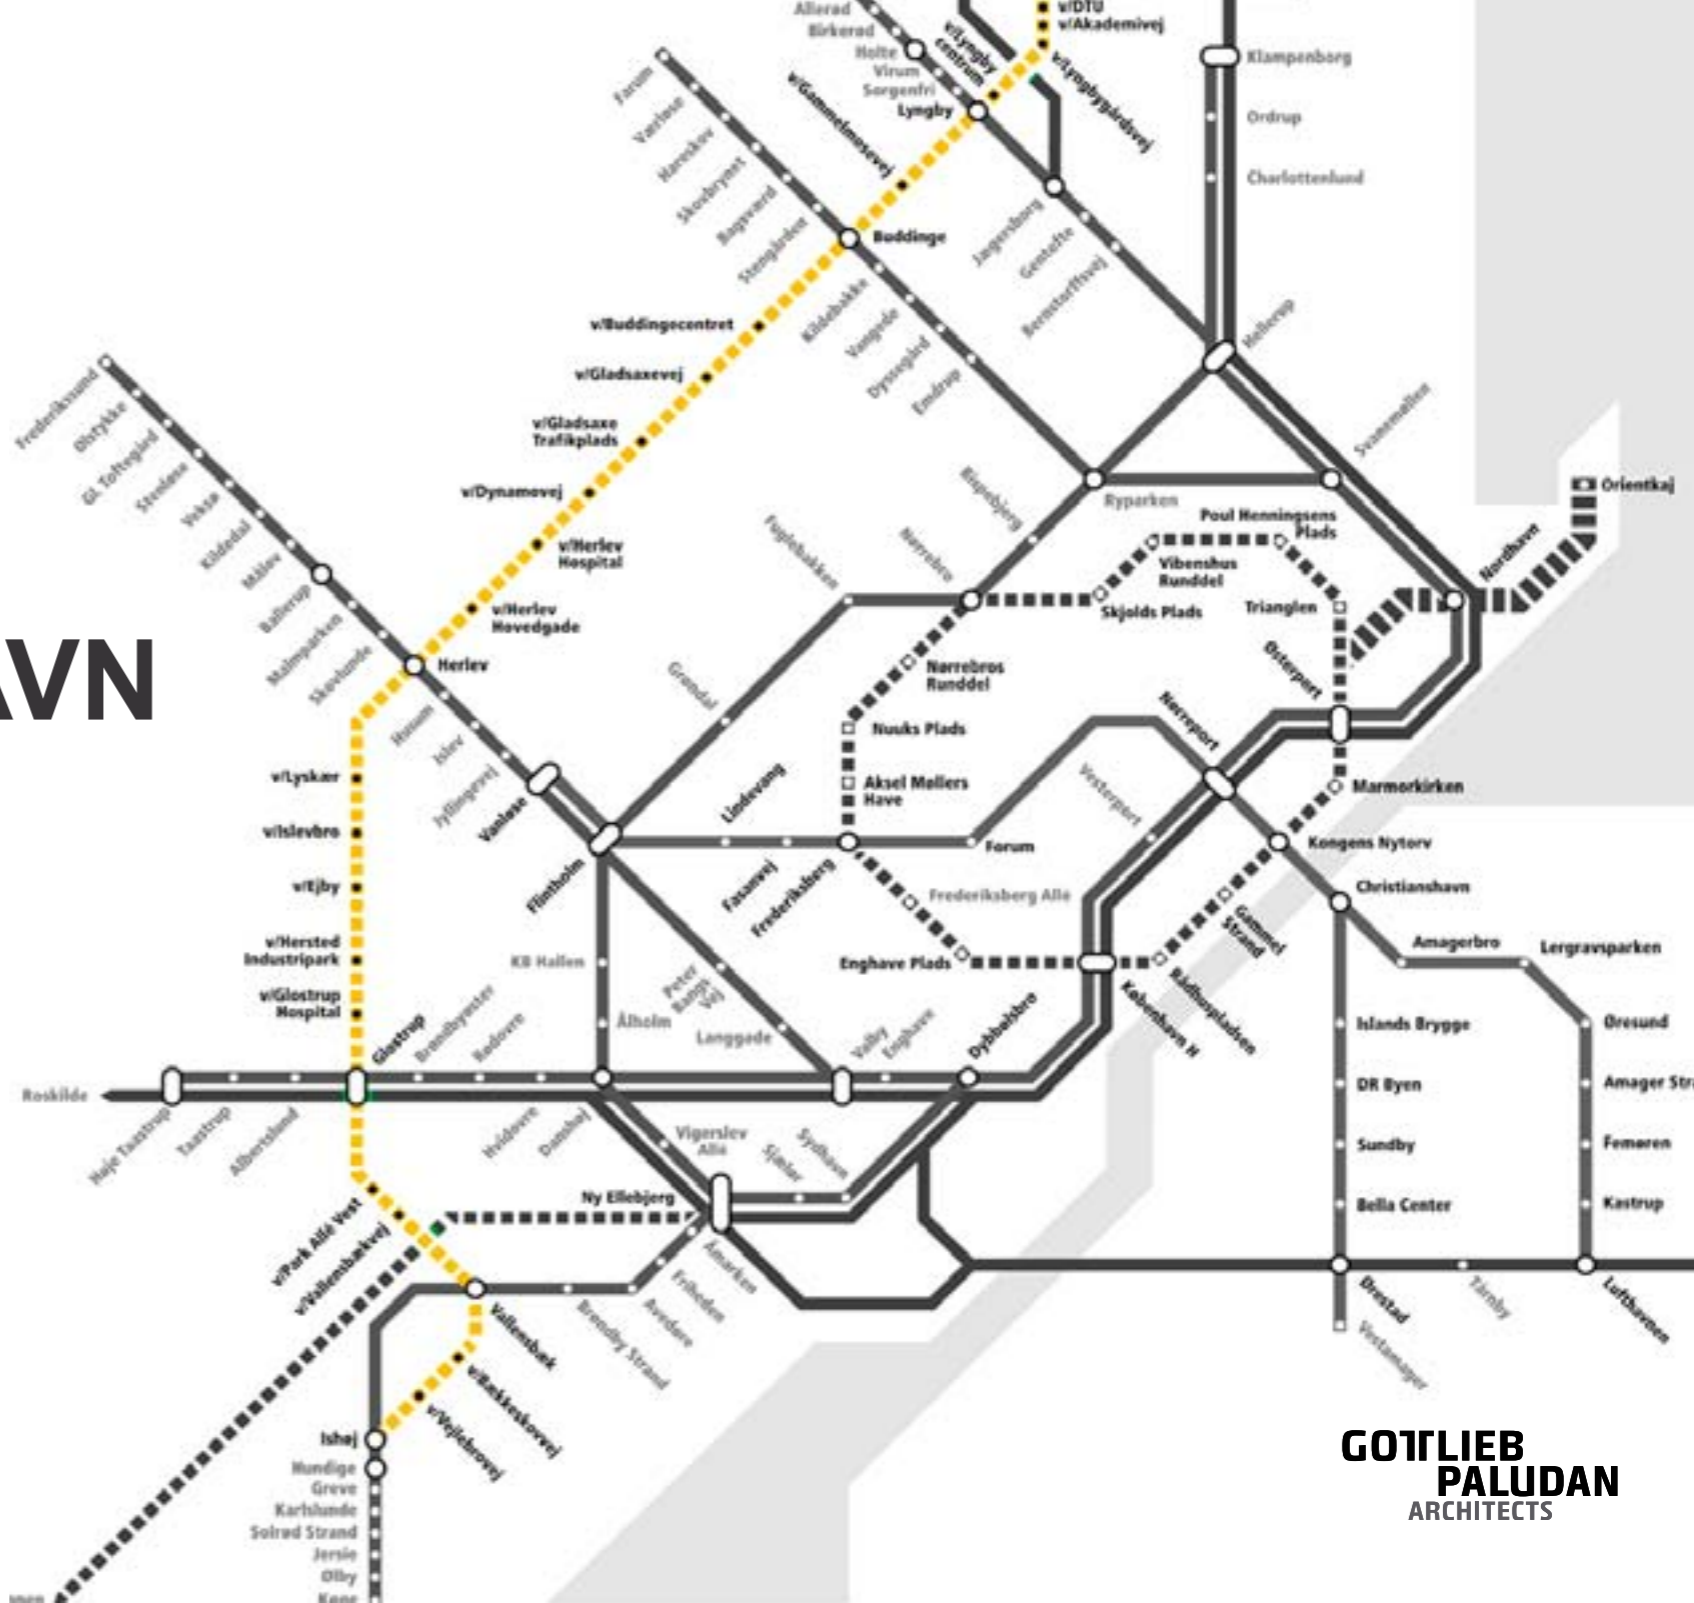 Allerød
Birkerød
Holte
Virum
Sorgenfri
Lyngby
v/Lyngby
centrum
v/DTU
v/Akademivej
v/Lyngbygårdsvej
v/Gammelmosevej
Klampenborg
Ordrup
Charlottenlund
Farum
Værløse
Hareskov
Skovbrynet
Bagsværd
Stengården
Buddinge
Kildebakke
Vangede
Dyssegård
Emdrup
Jægersborg
Gentofte
Bernstorffsvej
Hellerup
Svanemøllen
Ryparken
v/Buddingecentret
v/Gladsaxevej
v/Gladsaxe
Trafikplads
v/Dynamovej
v/Herlev
Hospital
v/Herlev
Hovedgade
Herlev
Frederikssund
Ølstykke
Gl. Toftegård
Stenløse
Veksø
Kildedal
Måløv
Ballerup
Malmparken
Skovlunde
Husum
Islev
Jyllingevej
Vanløse
Flintholm
Bispebjerg
Nørrebro
Fuglebakken
Grøndal
Poul Henningsens
Plads
Vibenshus
Runddel
Skjolds Plads
Trianglen
Østerport
Nordhavn
Orientkaj
AVN
Nørrebros
Runddel
Nuuks Plads
Aksel Møllers
Have
Lindevang
Fasanvej
Frederiksberg
Forum
Nørreport
Vesterport
Marmorkirken
Kongens Nytorv
Christianshavn
Amagerbro
Lergravsparken
Frederiksberg Allé
Enghave Plads
Gammel
Strand
Rådhuspladsen
København H
v/Lyskær
v/Islevbro
v/Ejby
v/Hersted
Industripark
v/Glostrup
Hospital
KB Hallen
Ålholm
Peter
Bangs
Vej
Langgade
Valby
Enghave
Dybbølsbro
Glostrup
Brøndbyøster
Rødovre
Roskilde
Høje Taastrup
Taastrup
Albertslund
Hvidovre
Danshøj
Vigerslev
Allé
Sjælør
Sydhavn
Ny Ellebjerg
Islands Brygge
DR Byen
Sundby
Bella Center
Øresund
Amager Str
Femøren
Kastrup
Ørestad
Vestamager
Tårnby
Lufthavnen
v/Park Allé Vest
v/Vallensbækvej
Åmarken
Friheden
Avedøre
Brøndby Strand
Vallensbæk
v/Bækkeskovvej
v/Vejlebrovej
Ishøj
Hundige
Greve
Karlslunde
Solrød Strand
Jersie
Ølby
Køge
GOTTLIEB
PALUDAN
ARCHITECTS